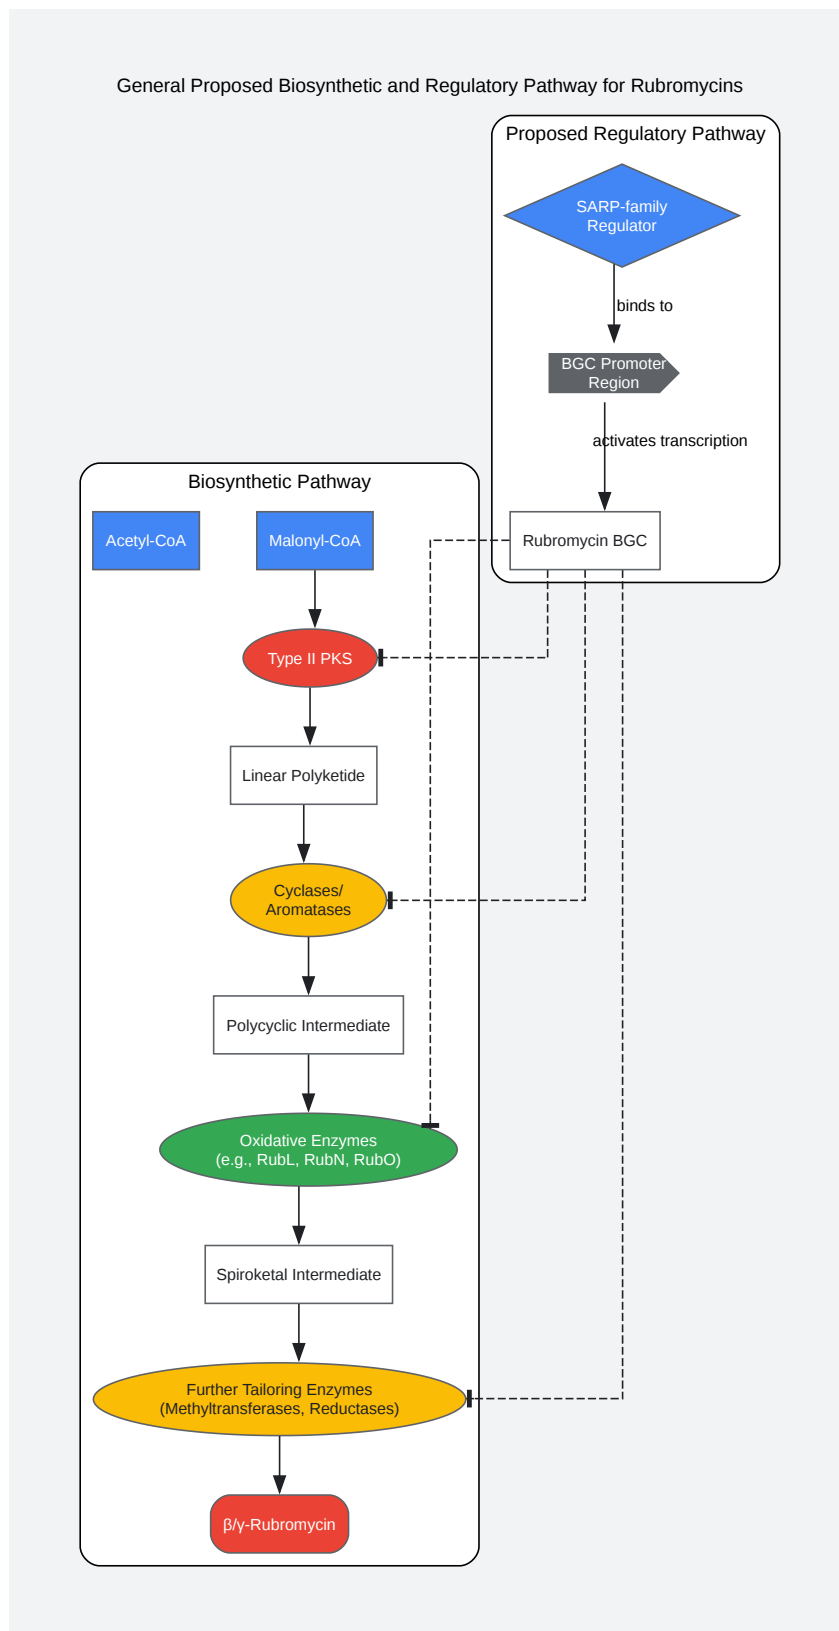 General Proposed Biosynthetic and Regulatory Pathway for Rubromycins
Proposed Regulatory Pathway
SARP-family
Regulator
binds to
BGC Promoter
Region
activates transcription
Rubromycin BGC
Biosynthetic Pathway
Acetyl-CoA
Malonyl-CoA
Type II PKS
Linear Polyketide
Cyclases/
Aromatases
Polycyclic Intermediate
Oxidative Enzymes
(e.g., RubL, RubN, RubO)
Spiroketal Intermediate
Further Tailoring Enzymes
(Methyltransferases, Reductases)
β/γ-Rubromycin